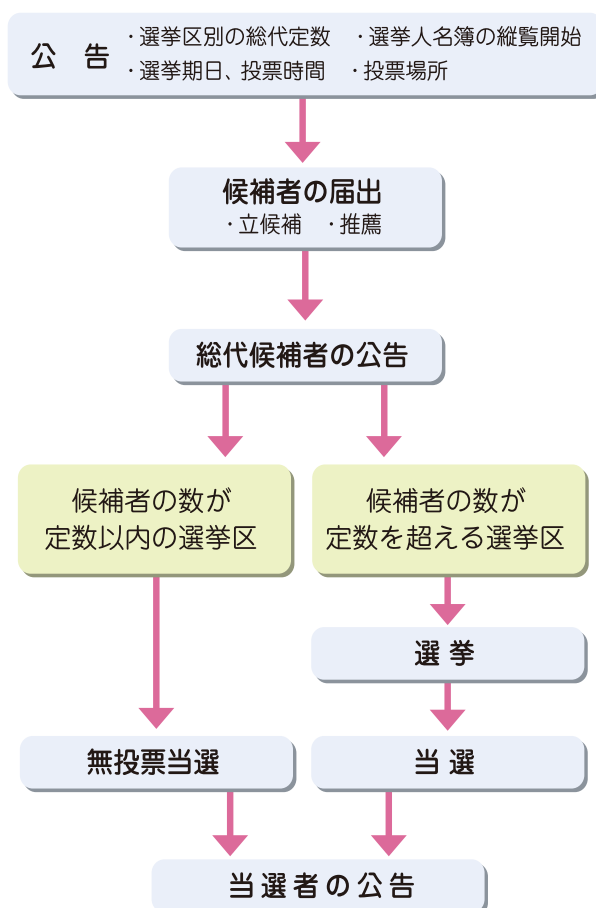 公　告
・選挙区別の総代定数　・選挙人名簿の縦覧開始
・選挙期日、投票時間　・投票場所
候補者の届出
・立候補　・推薦
総代候補者の公告
候補者の数が
定数以内の選挙区
候補者の数が
定数を超える選挙区
選 挙
無投票当選
当 選
当選者の公告